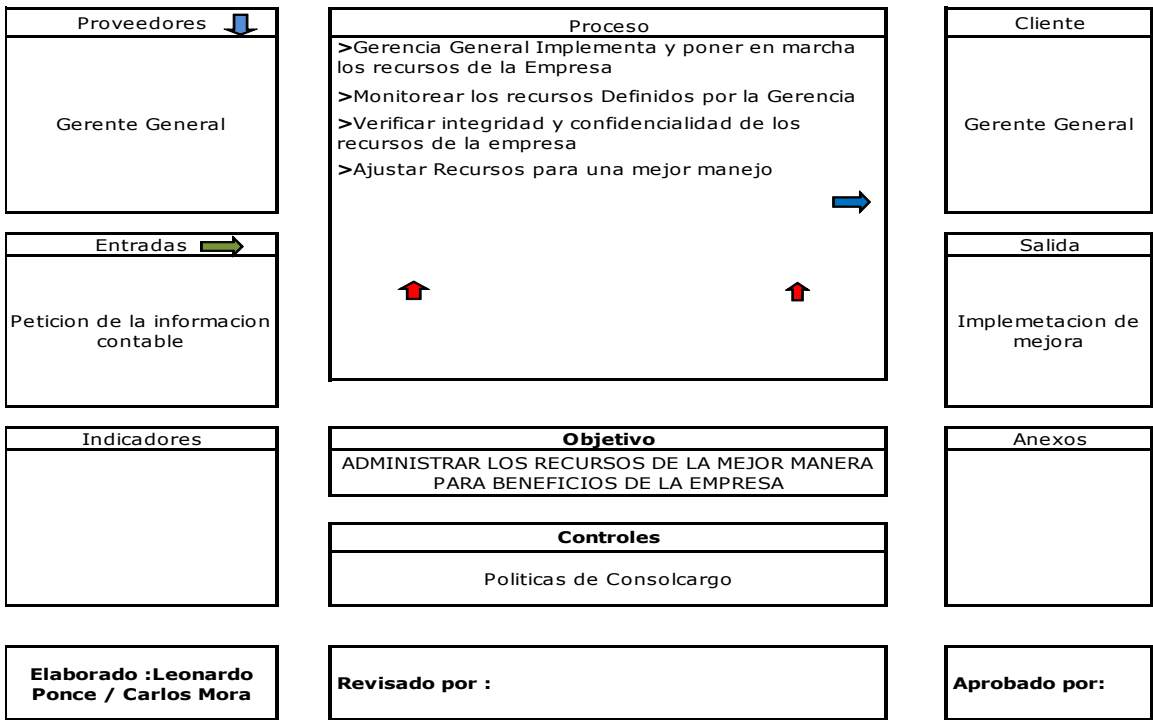 Proveedores
Gerente General
Proceso
>Gerencia General Implementa y poner en marcha
los recursos de la Empresa
>Monitorear los recursos Definidos por la Gerencia
>Verificar integridad y confidencialidad de los
recursos de la empresa
>Ajustar Recursos para una mejor manejo
Cliente
Gerente General
Entradas
Peticion de la informacion
contable
Salida
Implemetacion de
mejora
Indicadores
Objetivo
ADMINISTRAR LOS RECURSOS DE LA MEJOR MANERA
PARA BENEFICIOS DE LA EMPRESA
Anexos
Controles
Politicas de Consolcargo
Elaborado :Leonardo
Ponce / Carlos Mora
Revisado por :
Aprobado por: